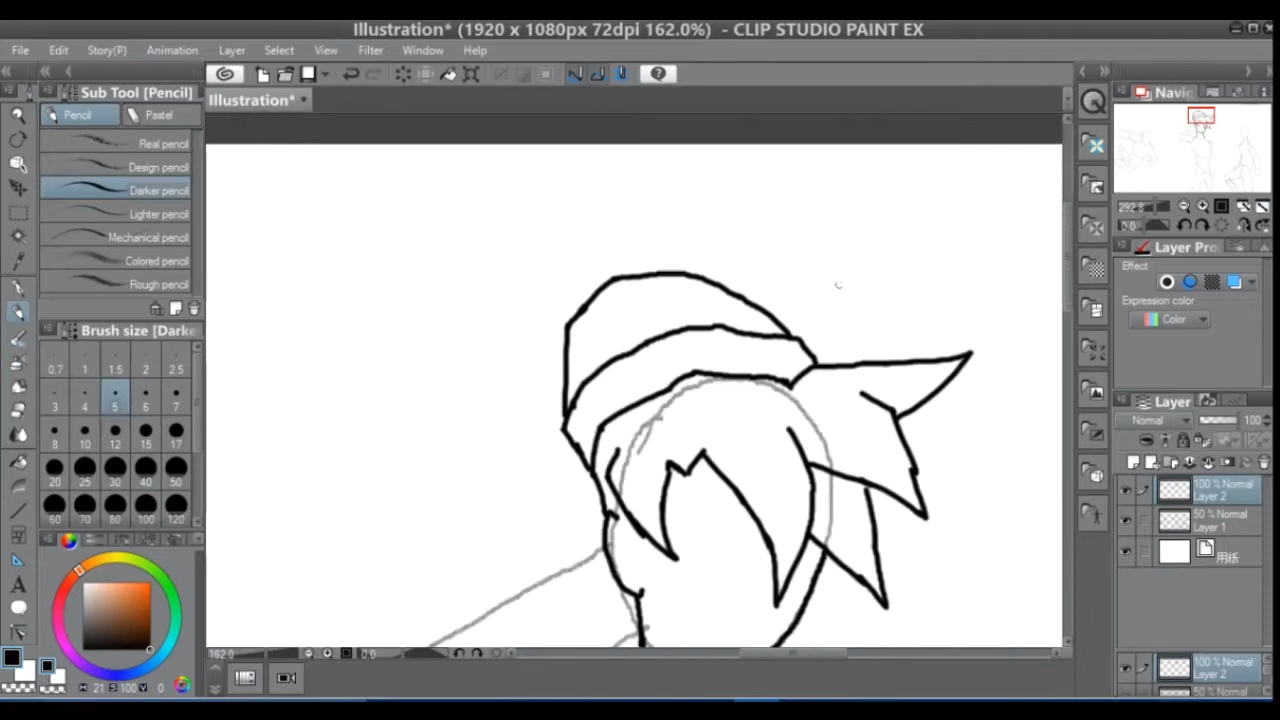 Illustration* (1920 x 1080px 72dpi 162.0%) - CLIP STUDIO PAINT EX
File Edit Story(P) Animation Layer Select View Filter Window Help
Sub Tool [Pencil]
Illustration*
Navig
Pencil Pastel
Real pencil
Design pencil
Darker pencil
Lighter pencil
Mechanical pencil
Colored pencil
Rough pencil
292.8
0.0
Layer Pro
Effect
Expression color
Color
Brush size [Darke
0.7 1 1.5 2 2.5
3 4 5 6 7
8 10 12 15 17
20 25 30 40 50
60 70 80 100 120
Layer
Normal 100
100 % Normal
Layer 2
50 % Normal
Layer 1
用紙
162.0 0.0
100 % Normal
Layer 2
50 % Normal
H 21 S 100 V 0